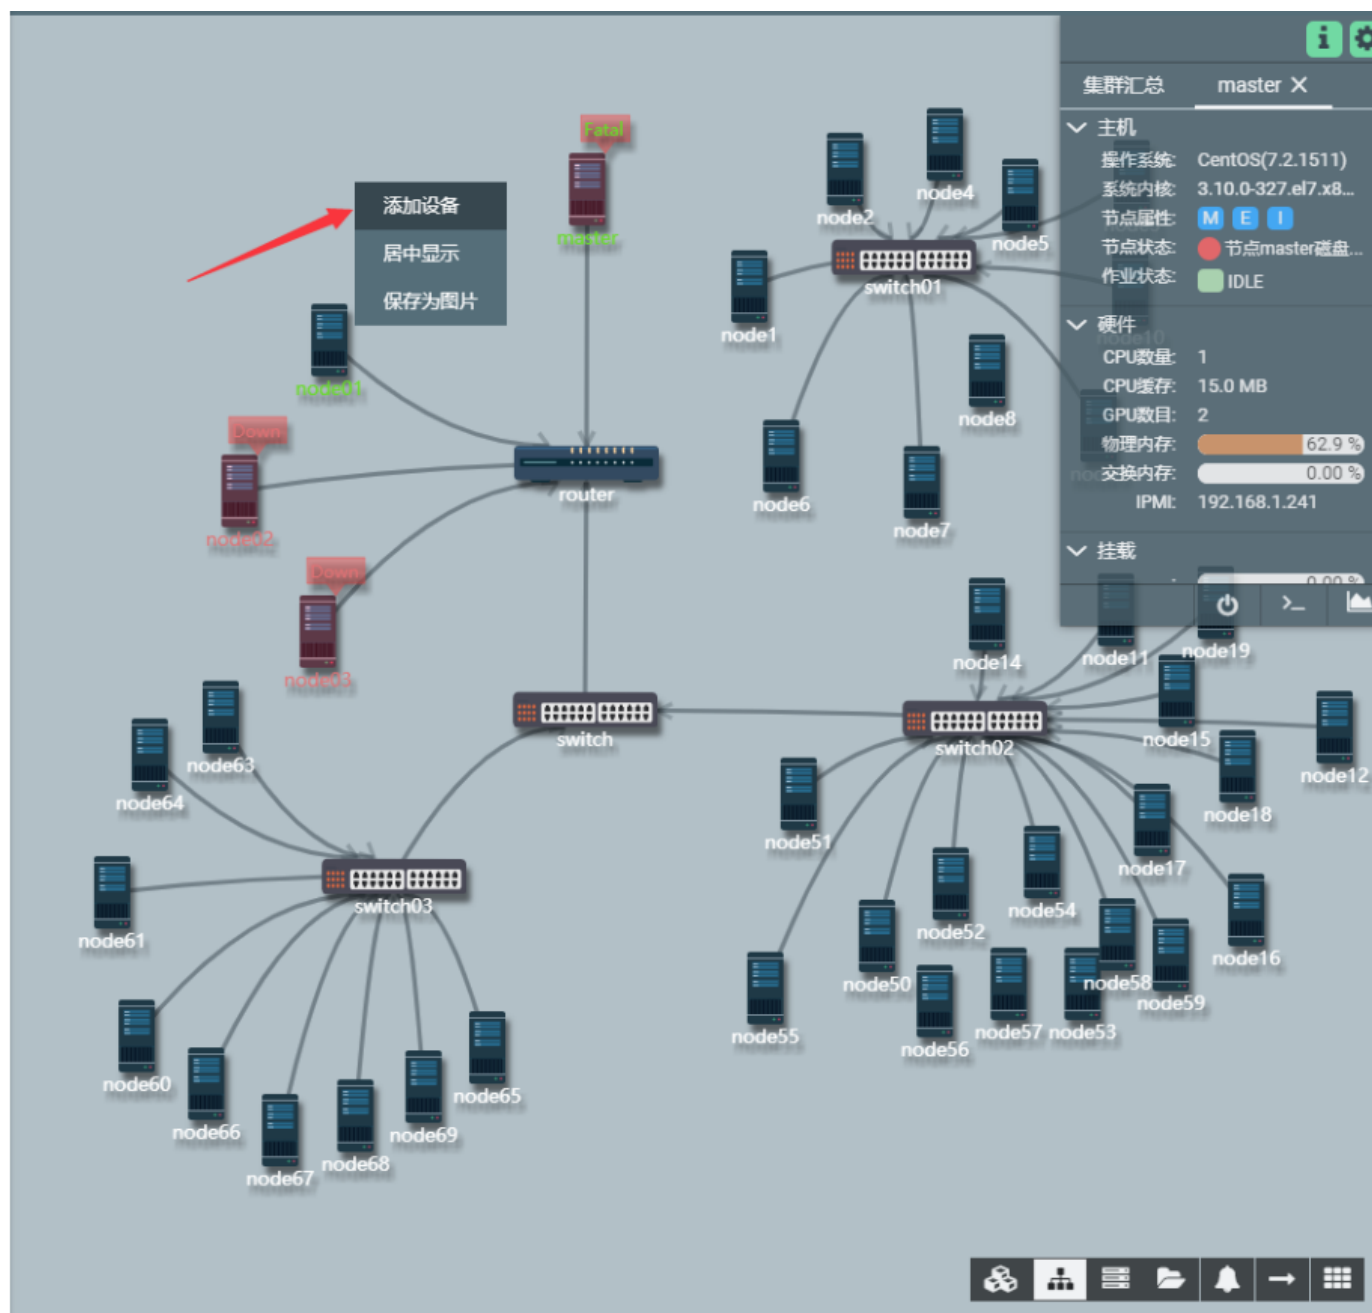 集群汇总 master
主机
操作系统: CentOS(7.2.1511)
系统内核: 3.10.0-327.el7.x8...
节点属性: M E I
节点状态: 节点master磁盘...
作业状态: IDLE
硬件
CPU数量: 1
CPU缓存: 15.0 MB
GPU数目: 2
物理内存: 62.9 %
交换内存: 0.00 %
IPMI: 192.168.1.241
挂载
0.00 %
添加设备
居中显示
保存为图片
Fatal
master
node01
Down
node02
Down
node03
router
switch
node2
node4
node5
node1
switch01
node10
node8
node6
node7
node14
node11
node19
node15
switch02
node12
node18
node51
node17
node54
node52
node16
node50
node58
node59
node55
node56
node57
node53
node63
node64
switch03
node61
node60
node66
node67
node68
node69
node65